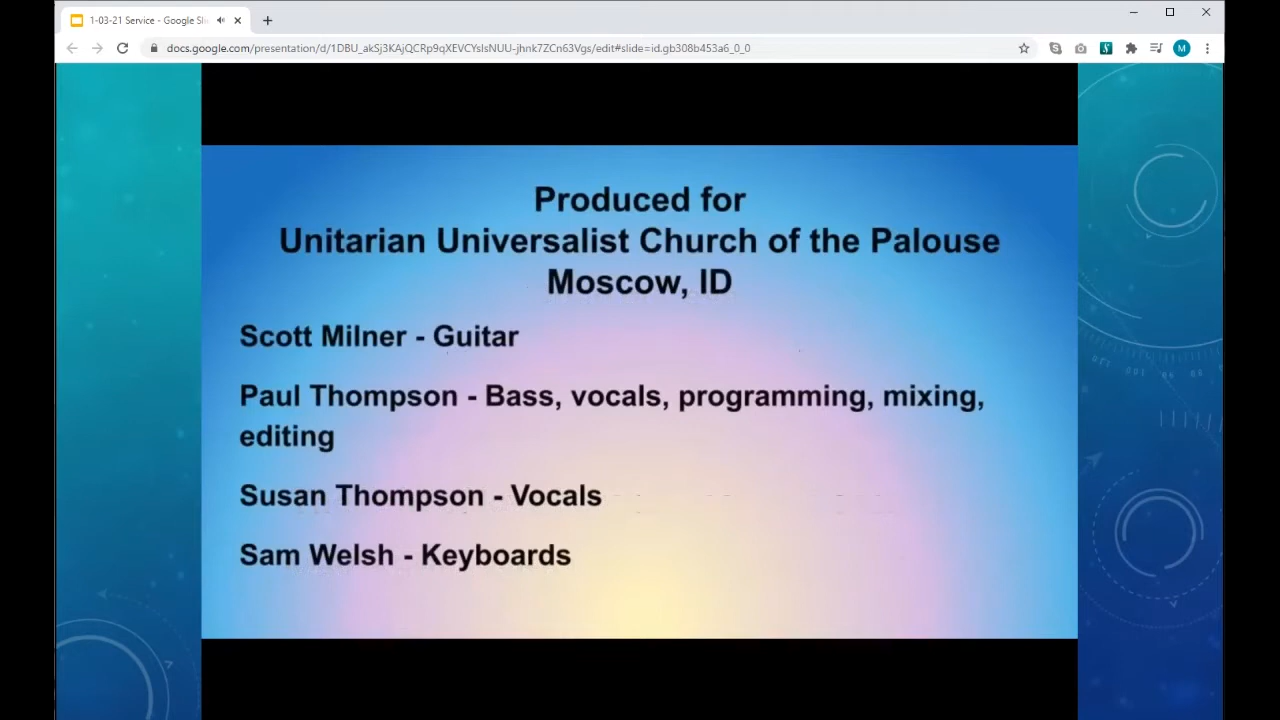 1-03-21 Service - Google Sli
docs.google.com/presentation/d/1DBU_akSj3KAjQCRp9qXEVCYsIsNUU-jhnk7ZCn63Vgs/edit#slide=id.gb308b453a6_0_0
M
Produced for
Unitarian Universalist Church of the Palouse
Moscow, ID
Scott Milner - Guitar
Paul Thompson - Bass, vocals, programming, mixing,
editing
Susan Thompson - Vocals
Sam Welsh - Keyboards